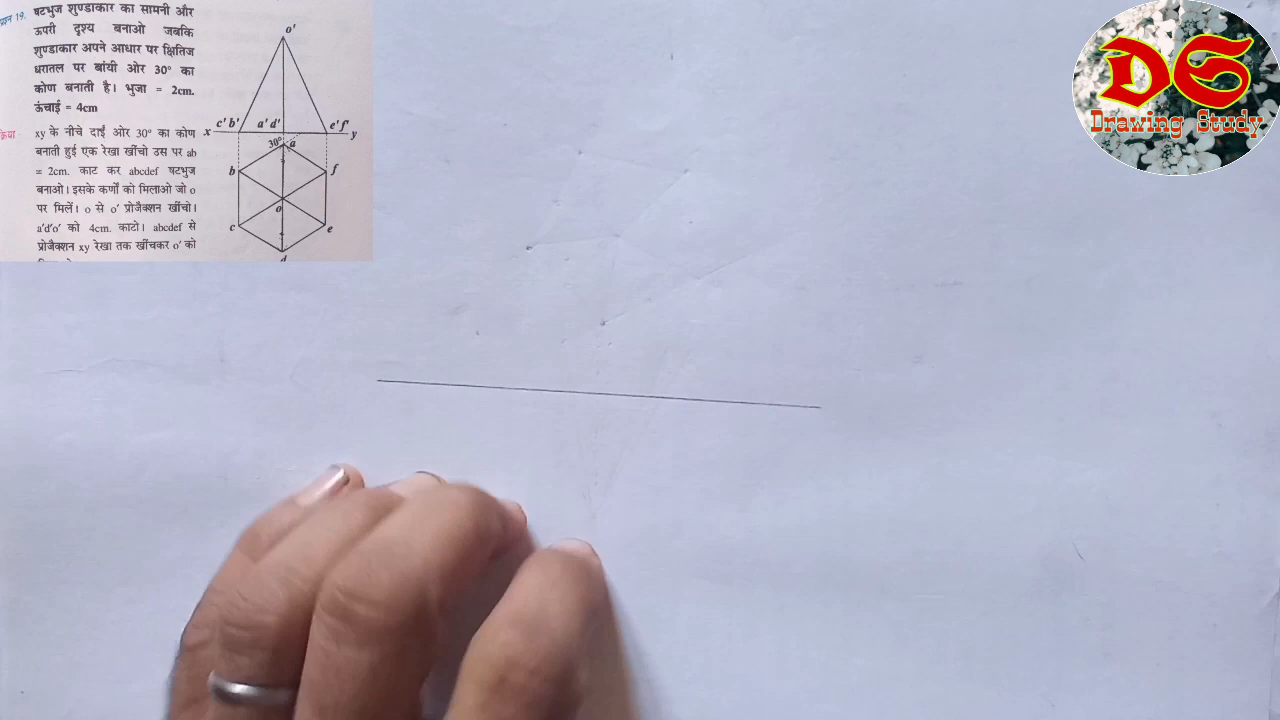 प्रश्न 19. षटभुज शुण्डाकार का सामनी और
ऊपरी दृश्य बनाओ जबकि
शुण्डाकार अपने आधार पर क्षितिज
धरातल पर बांयी ओर 30° का
कोण बनाती है। भुजा = 2cm.
ऊंचाई = 4cm
क्रिया xy के नीचे दाईं ओर 30° का कोण
बनाती हुई एक रेखा खींचो उस पर ab
= 2cm. काट कर abcdef षटभुज
बनाओ। इसके कर्णों को मिलाओ जो o
पर मिलें। o से o' प्रोजैक्शन खींचो।
a'd'o' को 4cm. काटो। abcdef से
प्रोजैक्शन xy रेखा तक खींचकर o' को
o'
c' b' a' d' e' f'
x y
30° a
b f
o
c e
d
DS
Drawing Study